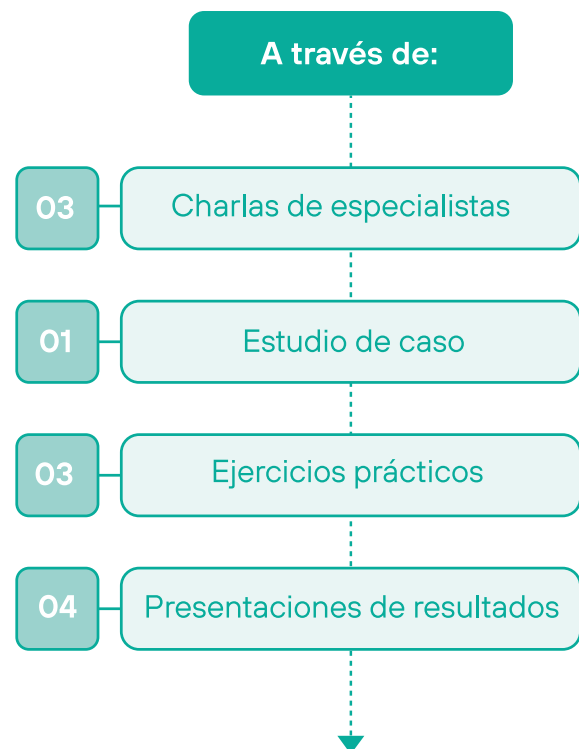 A través de:
03 Charlas de especialistas
01 Estudio de caso
03 Ejercicios prácticos
04 Presentaciones de resultados